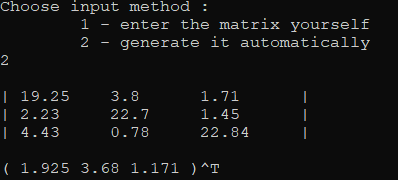 Choose input method :
1 - enter the matrix yourself
2 - generate it automatically
2
| 19.25 3.8 1.71 |
| 2.23 22.7 1.45 |
| 4.43 0.78 22.84 |
( 1.925 3.68 1.171 )^T